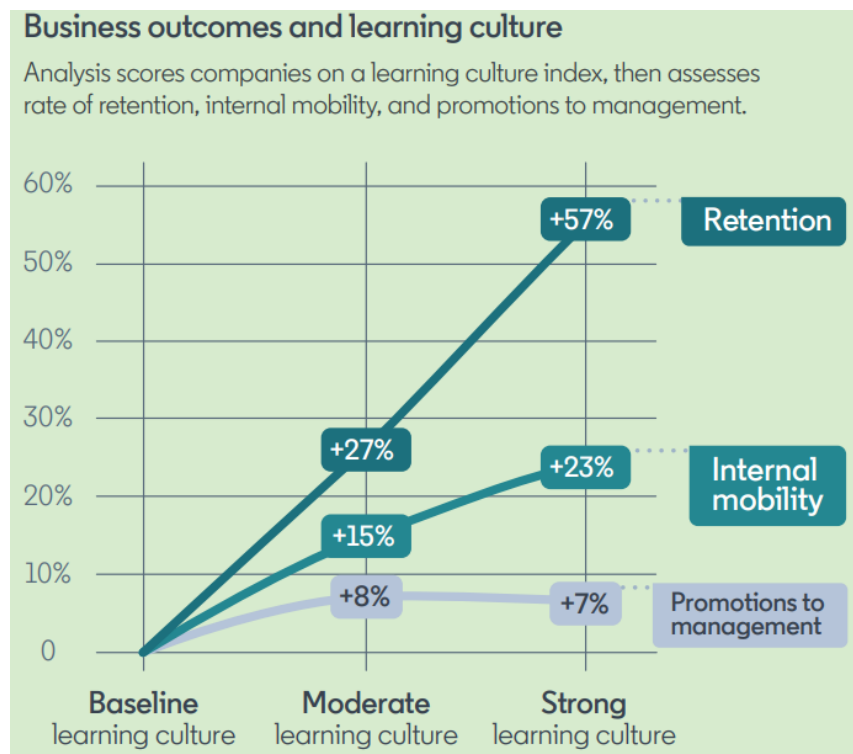 Business outcomes and learning culture
Analysis scores companies on a learning culture index, then assesses
rate of retention, internal mobility, and promotions to management.
60%
50%
40%
30%
20%
10%
0
+57%
+27%
+23%
+15%
+8%
+7%
Retention
Internal
mobility
Promotions to
management
Baseline
learning culture
Moderate
learning culture
Strong
learning culture